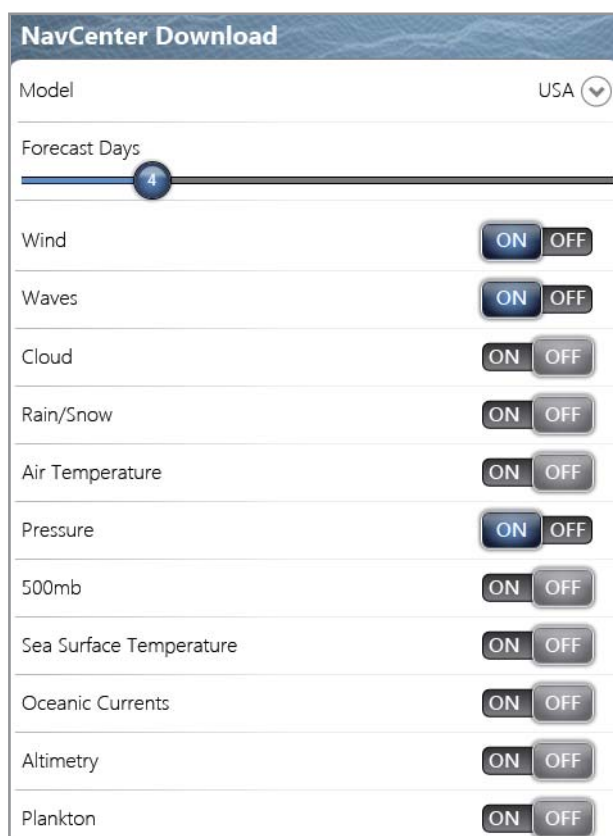 NavCenter Download
Model USA
Forecast Days
4
Wind ON OFF
Waves ON OFF
Cloud ON OFF
Rain/Snow ON OFF
Air Temperature ON OFF
Pressure ON OFF
500mb ON OFF
Sea Surface Temperature ON OFF
Oceanic Currents ON OFF
Altimetry ON OFF
Plankton ON OFF